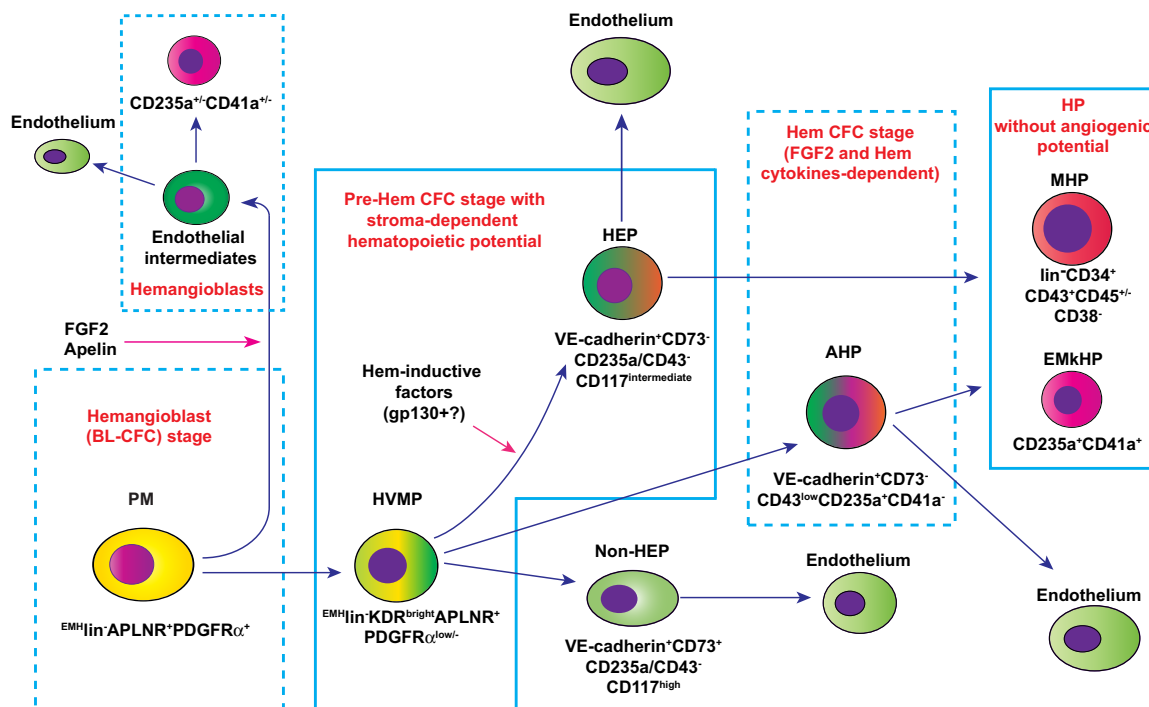 CD235a+/-CD41a+/-
Endothelium
Endothelial
intermediates
Hemangioblasts
FGF2
Apelin
Hemangioblast
(BL-CFC) stage
PM
EMHlin-APLNR+PDGFRα+
Pre-Hem CFC stage with
stroma-dependent
hematopoietic potential
Hem-inductive
factors
(gp130+?)
HVMP
EMHlin-KDRbrightAPLNR+
PDGFRαlow/-
Endothelium
HEP
VE-cadherin+CD73-
CD235a/CD43-
CD117intermediate
Non-HEP
VE-cadherin+CD73+
CD235a/CD43-
CD117high
Endothelium
Hem CFC stage
(FGF2 and Hem
cytokines-dependent)
AHP
VE-cadherin+CD73-
CD43lowCD235a+CD41a-
HP
without angiogenic
potential
MHP
lin-CD34+
CD43+CD45+/-
CD38-
EMkHP
CD235a+CD41a+
Endothelium